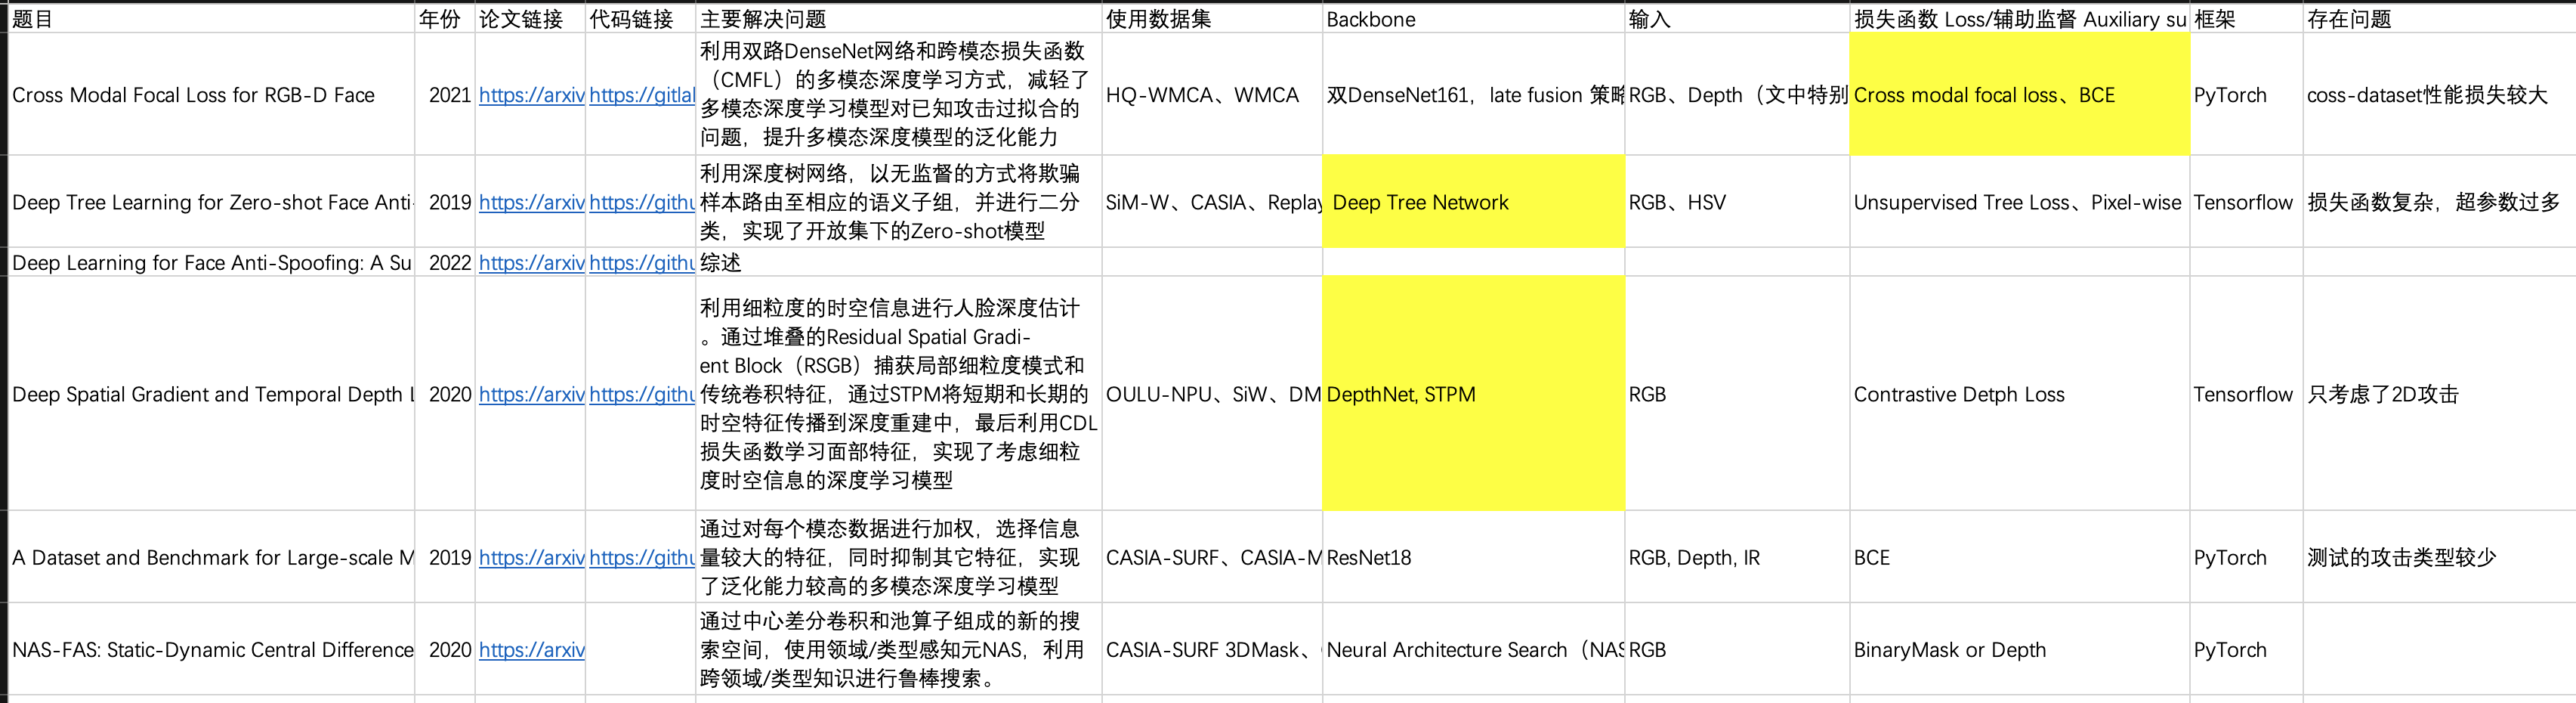 题目 年份 论文链接 代码链接 主要解决问题 使用数据集 Backbone 输入 损失函数 Loss/辅助监督 Auxiliary su 框架 存在问题
利用双路DenseNet网络和跨模态损失函数
（CMFL）的多模态深度学习方式，减轻了
Cross Modal Focal Loss for RGB-D Face 2021 https://arxiv https://gitlal 多模态深度学习模型对已知攻击过拟合的 HQ-WMCA、WMCA 双DenseNet161，late fusion 策略 RGB、Depth（文中特别 Cross modal focal loss、BCE PyTorch coss-dataset性能损失较大
问题，提升多模态深度模型的泛化能力
利用深度树网络，以无监督的方式将欺骗
Deep Tree Learning for Zero-shot Face Anti- 2019 https://arxiv https://githu 样本路由至相应的语义子组，并进行二分 SiM-W、CASIA、Replay Deep Tree Network RGB、HSV Unsupervised Tree Loss、Pixel-wise Tensorflow 损失函数复杂，超参数过多
类，实现了开放集下的Zero-shot模型
Deep Learning for Face Anti-Spoofing: A Su 2022 https://arxiv https://githu 综述
利用细粒度的时空信息进行人脸深度估计
。通过堆叠的Residual Spatial Gradi-
ent Block（RSGB）捕获局部细粒度模式和
Deep Spatial Gradient and Temporal Depth L 2020 https://arxiv https://githu 传统卷积特征，通过STPM将短期和长期的 OULU-NPU、SiW、DM DepthNet, STPM RGB Contrastive Detph Loss Tensorflow 只考虑了2D攻击
时空特征传播到深度重建中，最后利用CDL
损失函数学习面部特征，实现了考虑细粒
度时空信息的深度学习模型
通过对每个模态数据进行加权，选择信息
A Dataset and Benchmark for Large-scale M 2019 https://arxiv https://githu 量较大的特征，同时抑制其它特征，实现 CASIA-SURF、CASIA-M ResNet18 RGB, Depth, IR BCE PyTorch 测试的攻击类型较少
了泛化能力较高的多模态深度学习模型
通过中心差分卷积和池算子组成的新的搜
NAS-FAS: Static-Dynamic Central Difference 2020 https://arxiv 索空间，使用领域/类型感知元NAS，利用 CASIA-SURF 3DMask、 Neural Architecture Search（NAS RGB BinaryMask or Depth PyTorch
跨领域/类型知识进行鲁棒搜索。